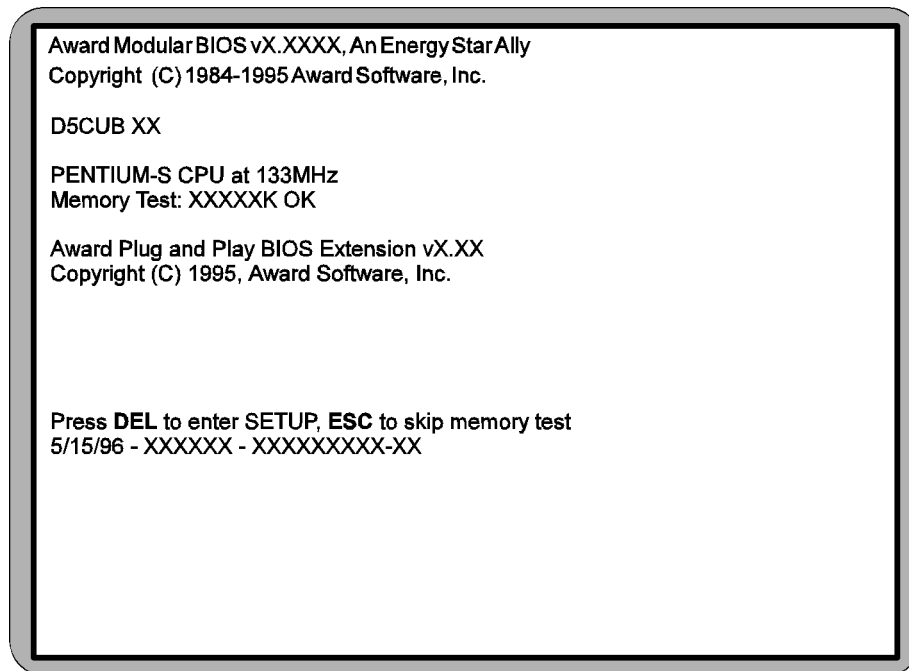 Award Modular BIOS vX.XXXX, An Energy Star Ally
Copyright (C) 1984-1995 Award Software, Inc.
D5CUB XX
PENTIUM-S CPU at 133MHz
Memory Test: XXXXXK OK
Award Plug and Play BIOS Extension vX.XX
Copyright (C) 1995, Award Software, Inc.
Press DEL to enter SETUP, ESC to skip memory test
5/15/96 - XXXXXX - XXXXXXXXX-XX